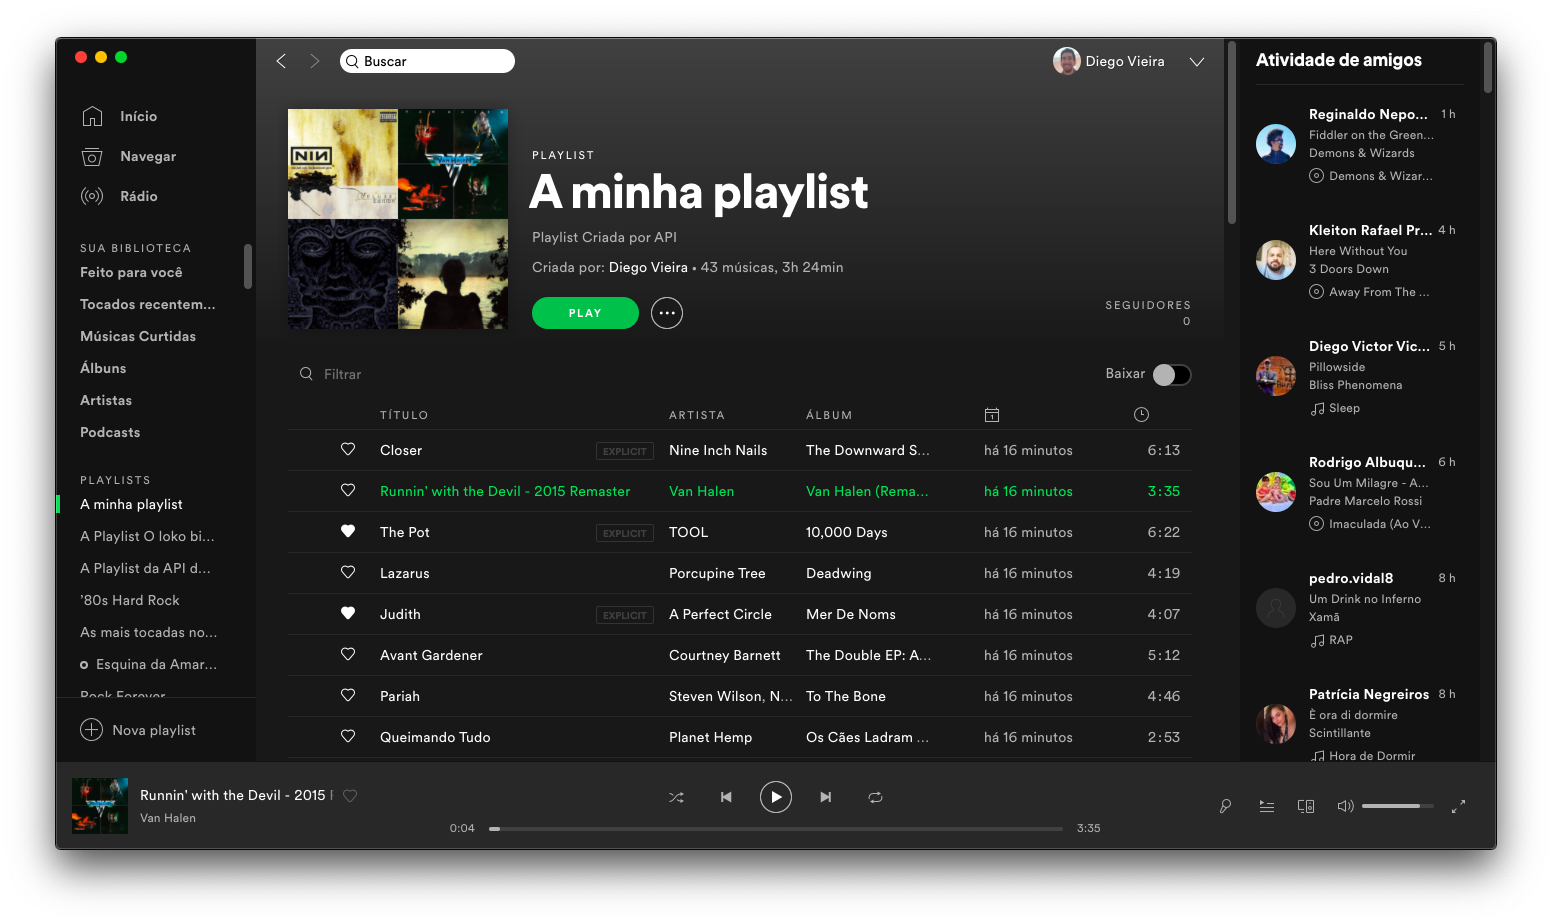 Buscar
Diego Vieira
Início
Navegar
Rádio
SUA BIBLIOTECA
Feito para você
Tocados recentem...
Músicas Curtidas
Álbuns
Artistas
Podcasts
PLAYLISTS
A minha playlist
A Playlist O loko bi...
A Playlist da API d...
'80s Hard Rock
As mais tocadas no...
Esquina da Amar...
Rock Forever
Nova playlist
NIN
PLAYLIST
A minha playlist
Playlist Criada por API
Criada por: Diego Vieira • 43 músicas, 3h 24min
PLAY
SEGUIDORES
0
Filtrar
Baixar
TÍTULO ARTISTA ÁLBUM
Closer EXPLICIT Nine Inch Nails The Downward S... há 16 minutos 6:13
Runnin' with the Devil - 2015 Remaster Van Halen Van Halen (Rema... há 16 minutos 3:35
The Pot EXPLICIT TOOL 10,000 Days há 16 minutos 6:22
Lazarus Porcupine Tree Deadwing há 16 minutos 4:19
Judith EXPLICIT A Perfect Circle Mer De Noms há 16 minutos 4:07
Avant Gardener Courtney Barnett The Double EP: A... há 16 minutos 5:12
Pariah Steven Wilson, N... To The Bone há 16 minutos 4:46
Queimando Tudo Planet Hemp Os Cães Ladram ... há 16 minutos 2:53
Atividade de amigos
Reginaldo Nepo... 1 h
Fiddler on the Green...
Demons & Wizards
Demons & Wizar...
Kleiton Rafael Pr... 4 h
Here Without You
3 Doors Down
Away From The ...
Diego Victor Vic... 5 h
Pillowside
Bliss Phenomena
Sleep
Rodrigo Albuqu... 6 h
Sou Um Milagre - A...
Padre Marcelo Rossi
Imaculada (Ao V...
pedro.vidal8 8 h
Um Drink no Inferno
Xamã
RAP
Patrícia Negreiros 8 h
È ora di dormire
Scintillante
Hora de Dormir
Runnin' with the Devil - 2015
Van Halen
0:04
3:35